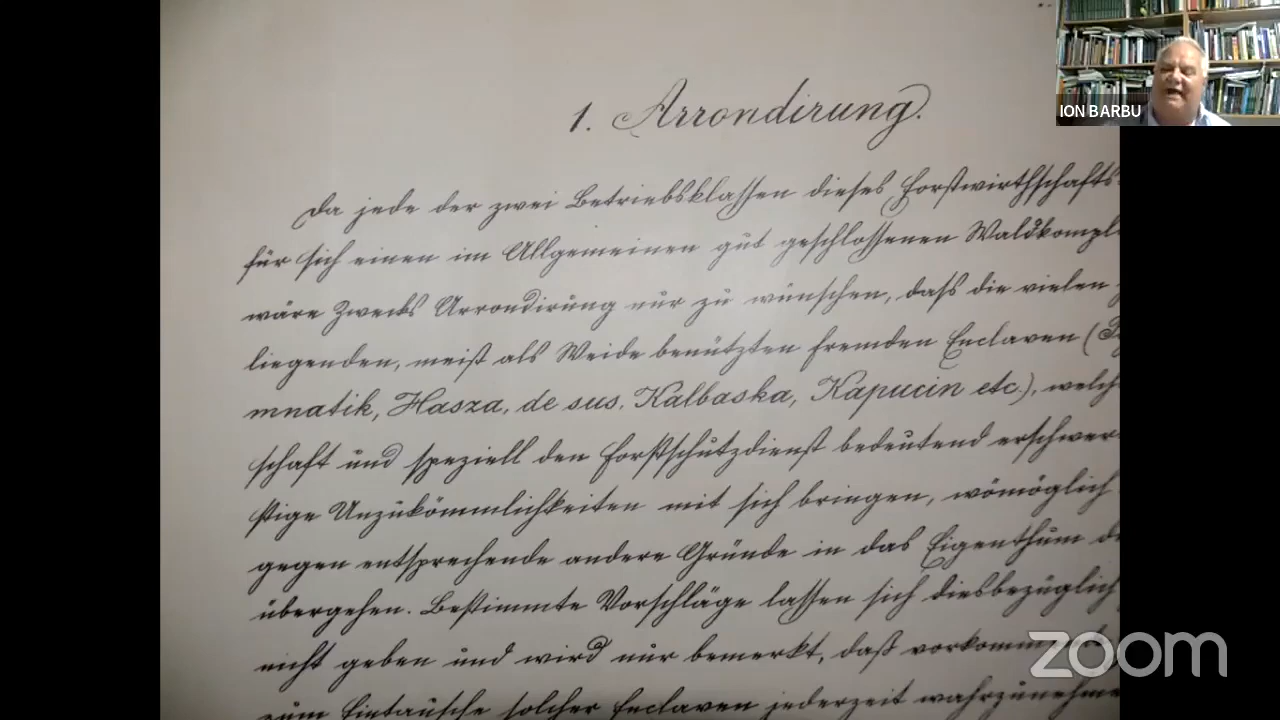 ION BARBU
1. Arrondirung.
Da jede der zwei Betriebsklassen dieses Forstwirthschafts
für sich einen im Allgemeinen gut geschlossenen Waldkompl
wäre Zwecks Arrondirung nur zu wünschen, dass die vielen
liegenden, meist als Weide benützten fremden Enclaven (
mnatik, Hasza, de sus, Kalbaska, Kapucin etc), welch
schaft und speziell den Forstschutzdienst bedeutend erschwer
stige Unzukömmlichkeiten mit sich bringen, womöglich
gegen entsprechende andere Gründe in das Eigenthum d
übergehen. Bestimmte Vorschläge lassen sich diesbezüglich
nicht geben und wird nur bemerkt, daß vorkomm
zum Eintausche solcher Enclaven jederzeit wahrzunehme
zoom